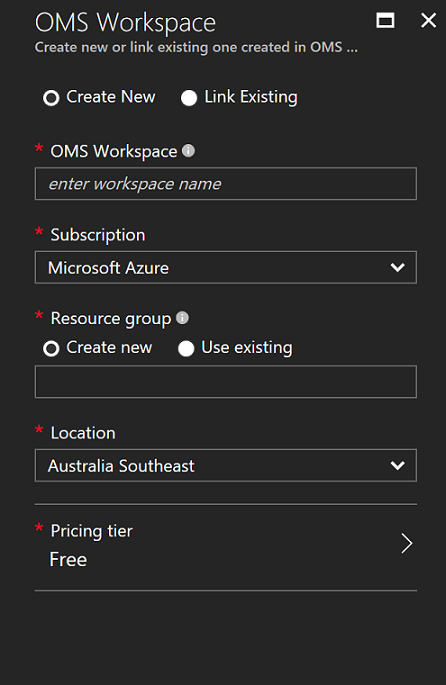 OMS Workspace
Create new or link existing one created in OMS ...
Create New Link Existing
* OMS Workspace
enter workspace name
* Subscription
Microsoft Azure
* Resource group
Create new Use existing
* Location
Australia Southeast
* Pricing tier
Free